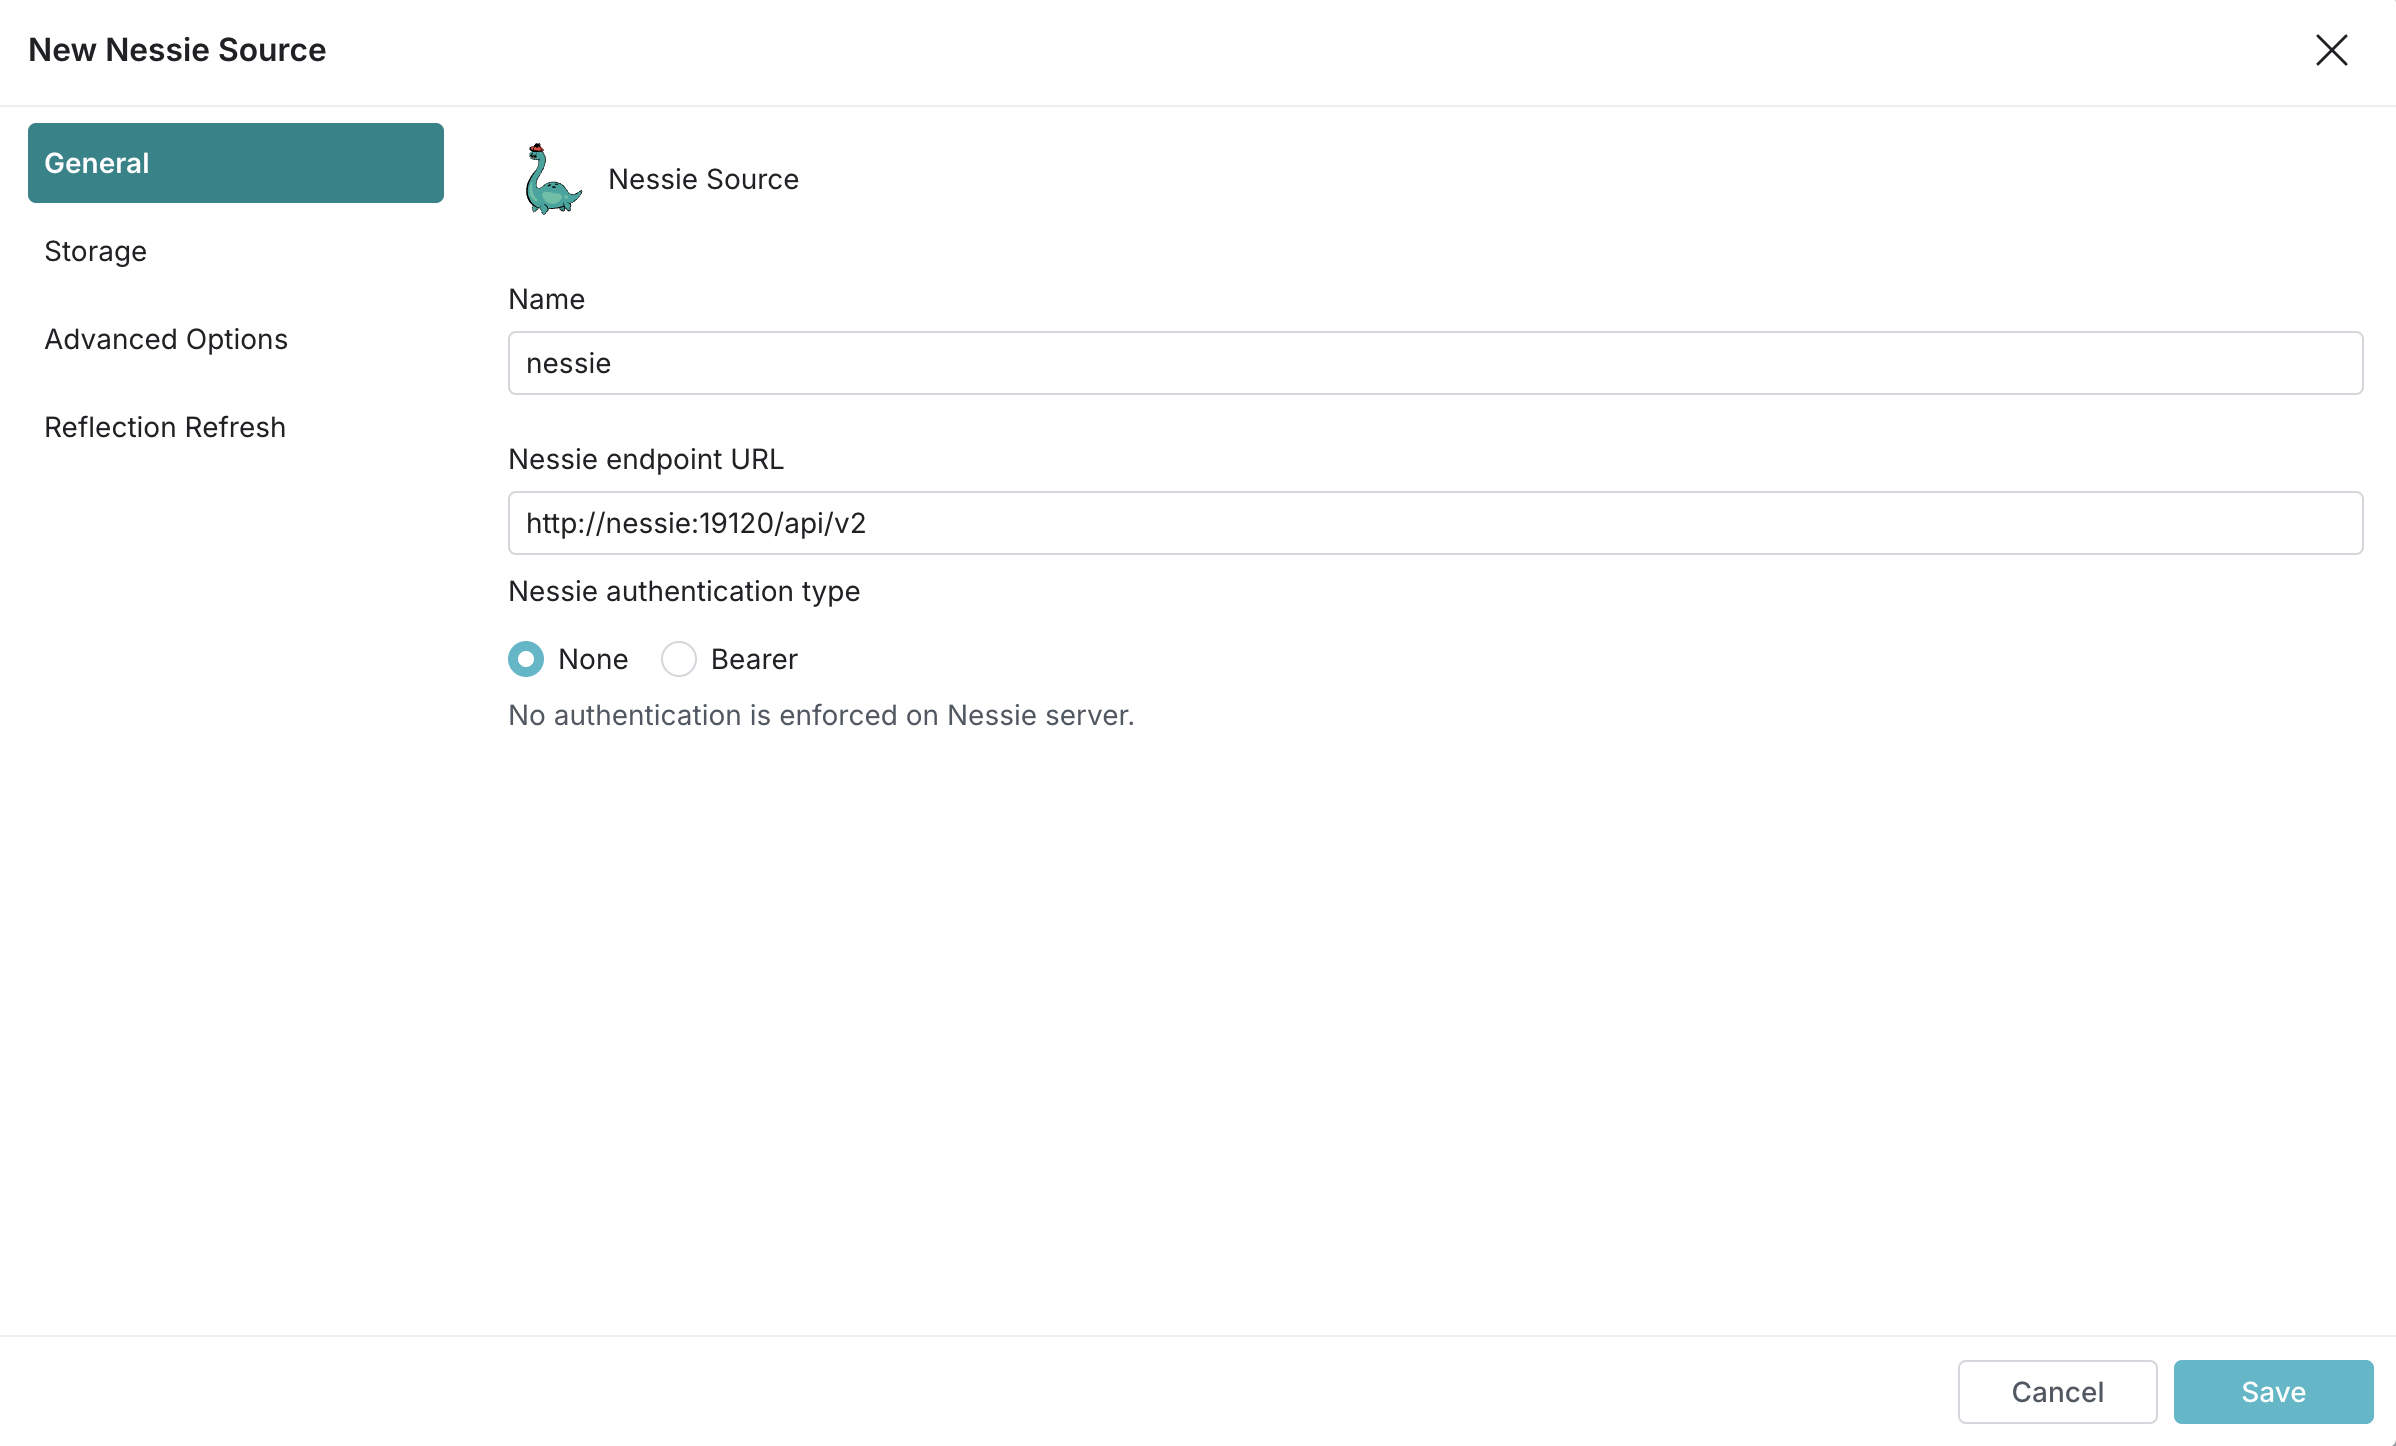 New Nessie Source
General
Storage
Advanced Options
Reflection Refresh
Nessie Source
Name
nessie
Nessie endpoint URL
http://nessie:19120/api/v2
Nessie authentication type
None Bearer
No authentication is enforced on Nessie server.
Cancel Save